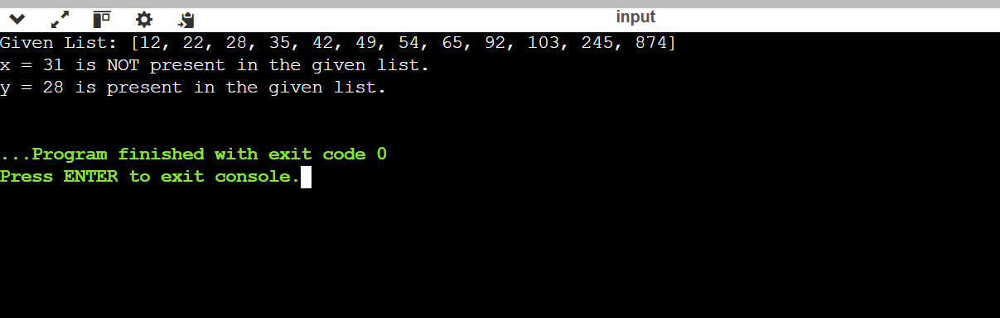 input
Given List: [12, 22, 28, 35, 42, 49, 54, 65, 92, 103, 245, 874]
x = 31 is NOT present in the given list.
y = 28 is present in the given list.
...Program finished with exit code 0
Press ENTER to exit console.